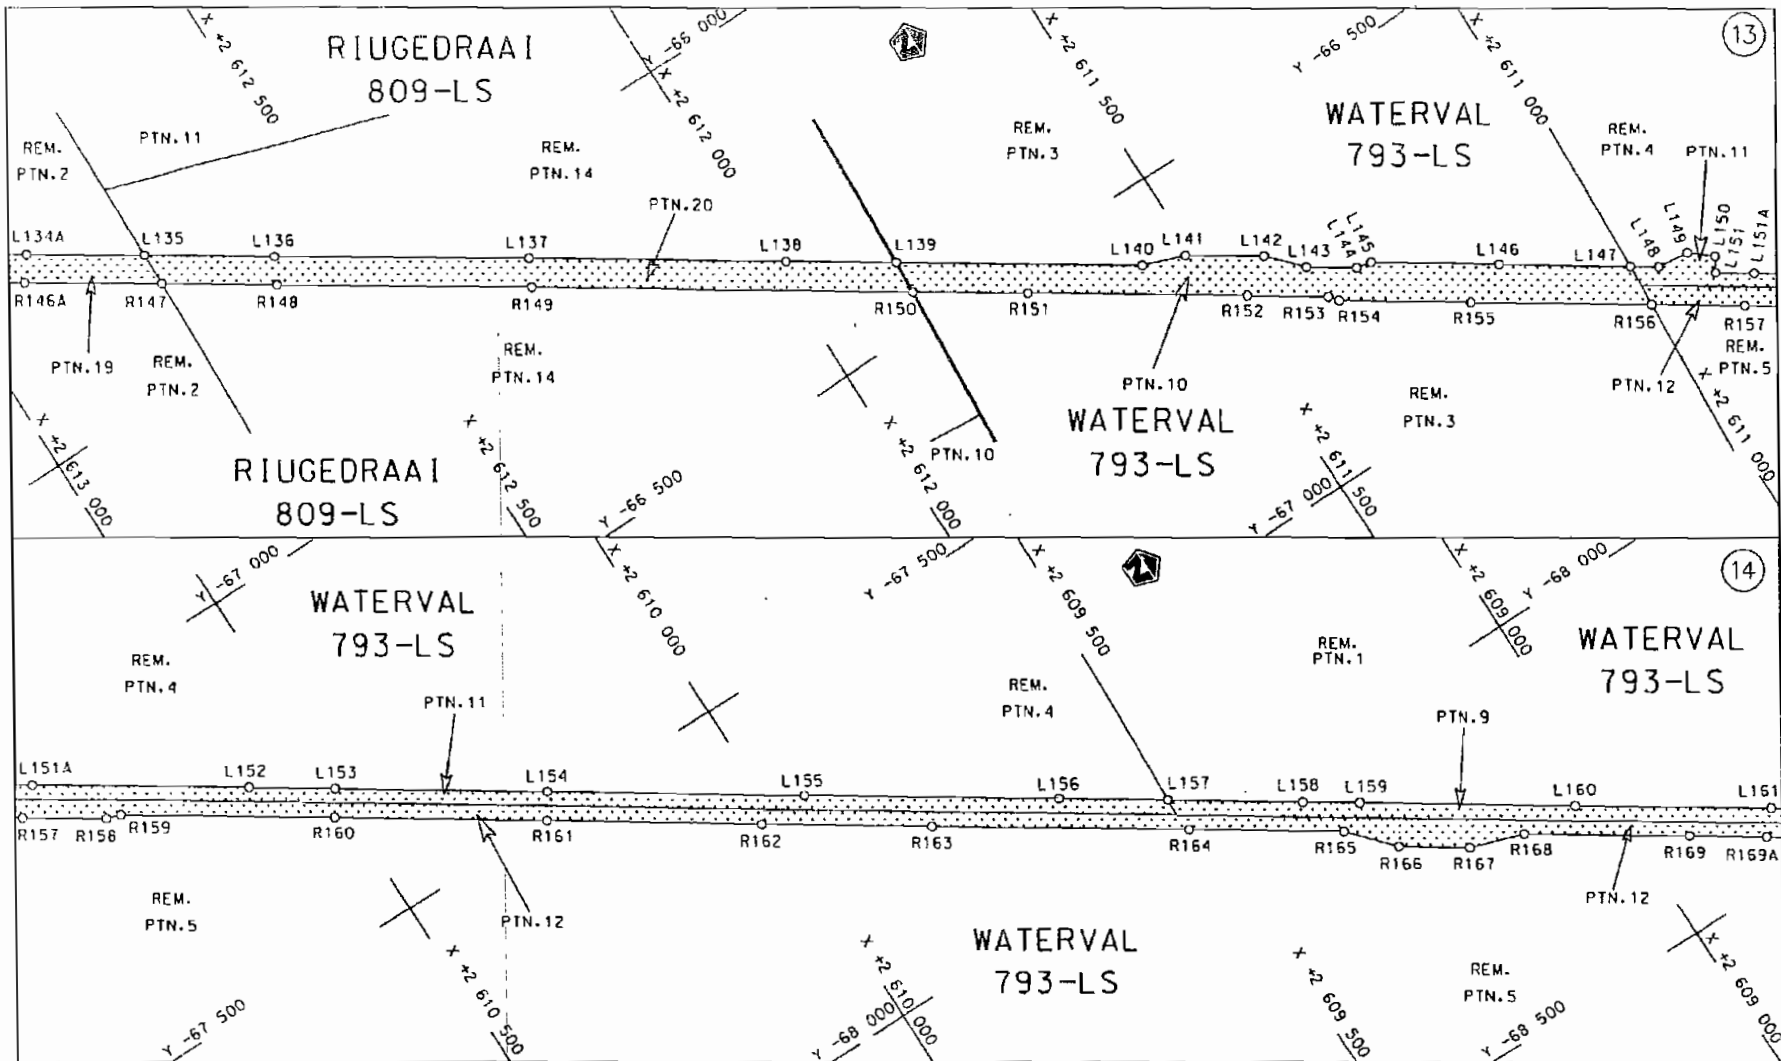 X +2 612 500
RIUGEDRAAI
809-LS
Y -66 000
X +2 612 000
X +2 611 500
Y -66 500
X +2 611 000
13
WATERVAL
793-LS
REM.
PTN.2
PTN.11
REM.
PTN.14
PTN.20
REM.
PTN.3
REM.
PTN.4
PTN.11
L134A
L135
L136
L137
L138
L139
L140
L141
L142
L143
L144
L145
L146
L147
L148
L149
L150
L151
L151A
R146A
R147
R148
R149
R150
R151
R152
R153
R154
R155
R156
R157
PTN.19
REM.
PTN.2
REM.
PTN.14
PTN.10
PTN.10
REM.
PTN.3
PTN.12
REM.
PTN.5
WATERVAL
793-LS
RIUGEDRAAI
809-LS
X +2 613 000
X +2 612 500
Y -66 500
X +2 612 000
Y -67 000
X +2 611 500
X +2 611 000
Y -67 000
X +2 610 000
Y -67 500
X +2 609 500
X +2 609 000
Y -68 000
14
WATERVAL
793-LS
REM.
PTN.4
PTN.11
REM.
PTN.4
REM.
PTN.1
WATERVAL
793-LS
PTN.9
L151A
L152
L153
L154
L155
L156
L157
L158
L159
L160
L161
R157
R158
R159
R160
R161
R162
R163
R164
R165
R166
R167
R168
R169
R169A
REM.
PTN.5
PTN.12
PTN.12
WATERVAL
793-LS
REM.
PTN.5
Y -67 500
X +2 610 500
Y -68 000
X +2 610 000
X +2 609 500
Y -68 500
X +2 609 000